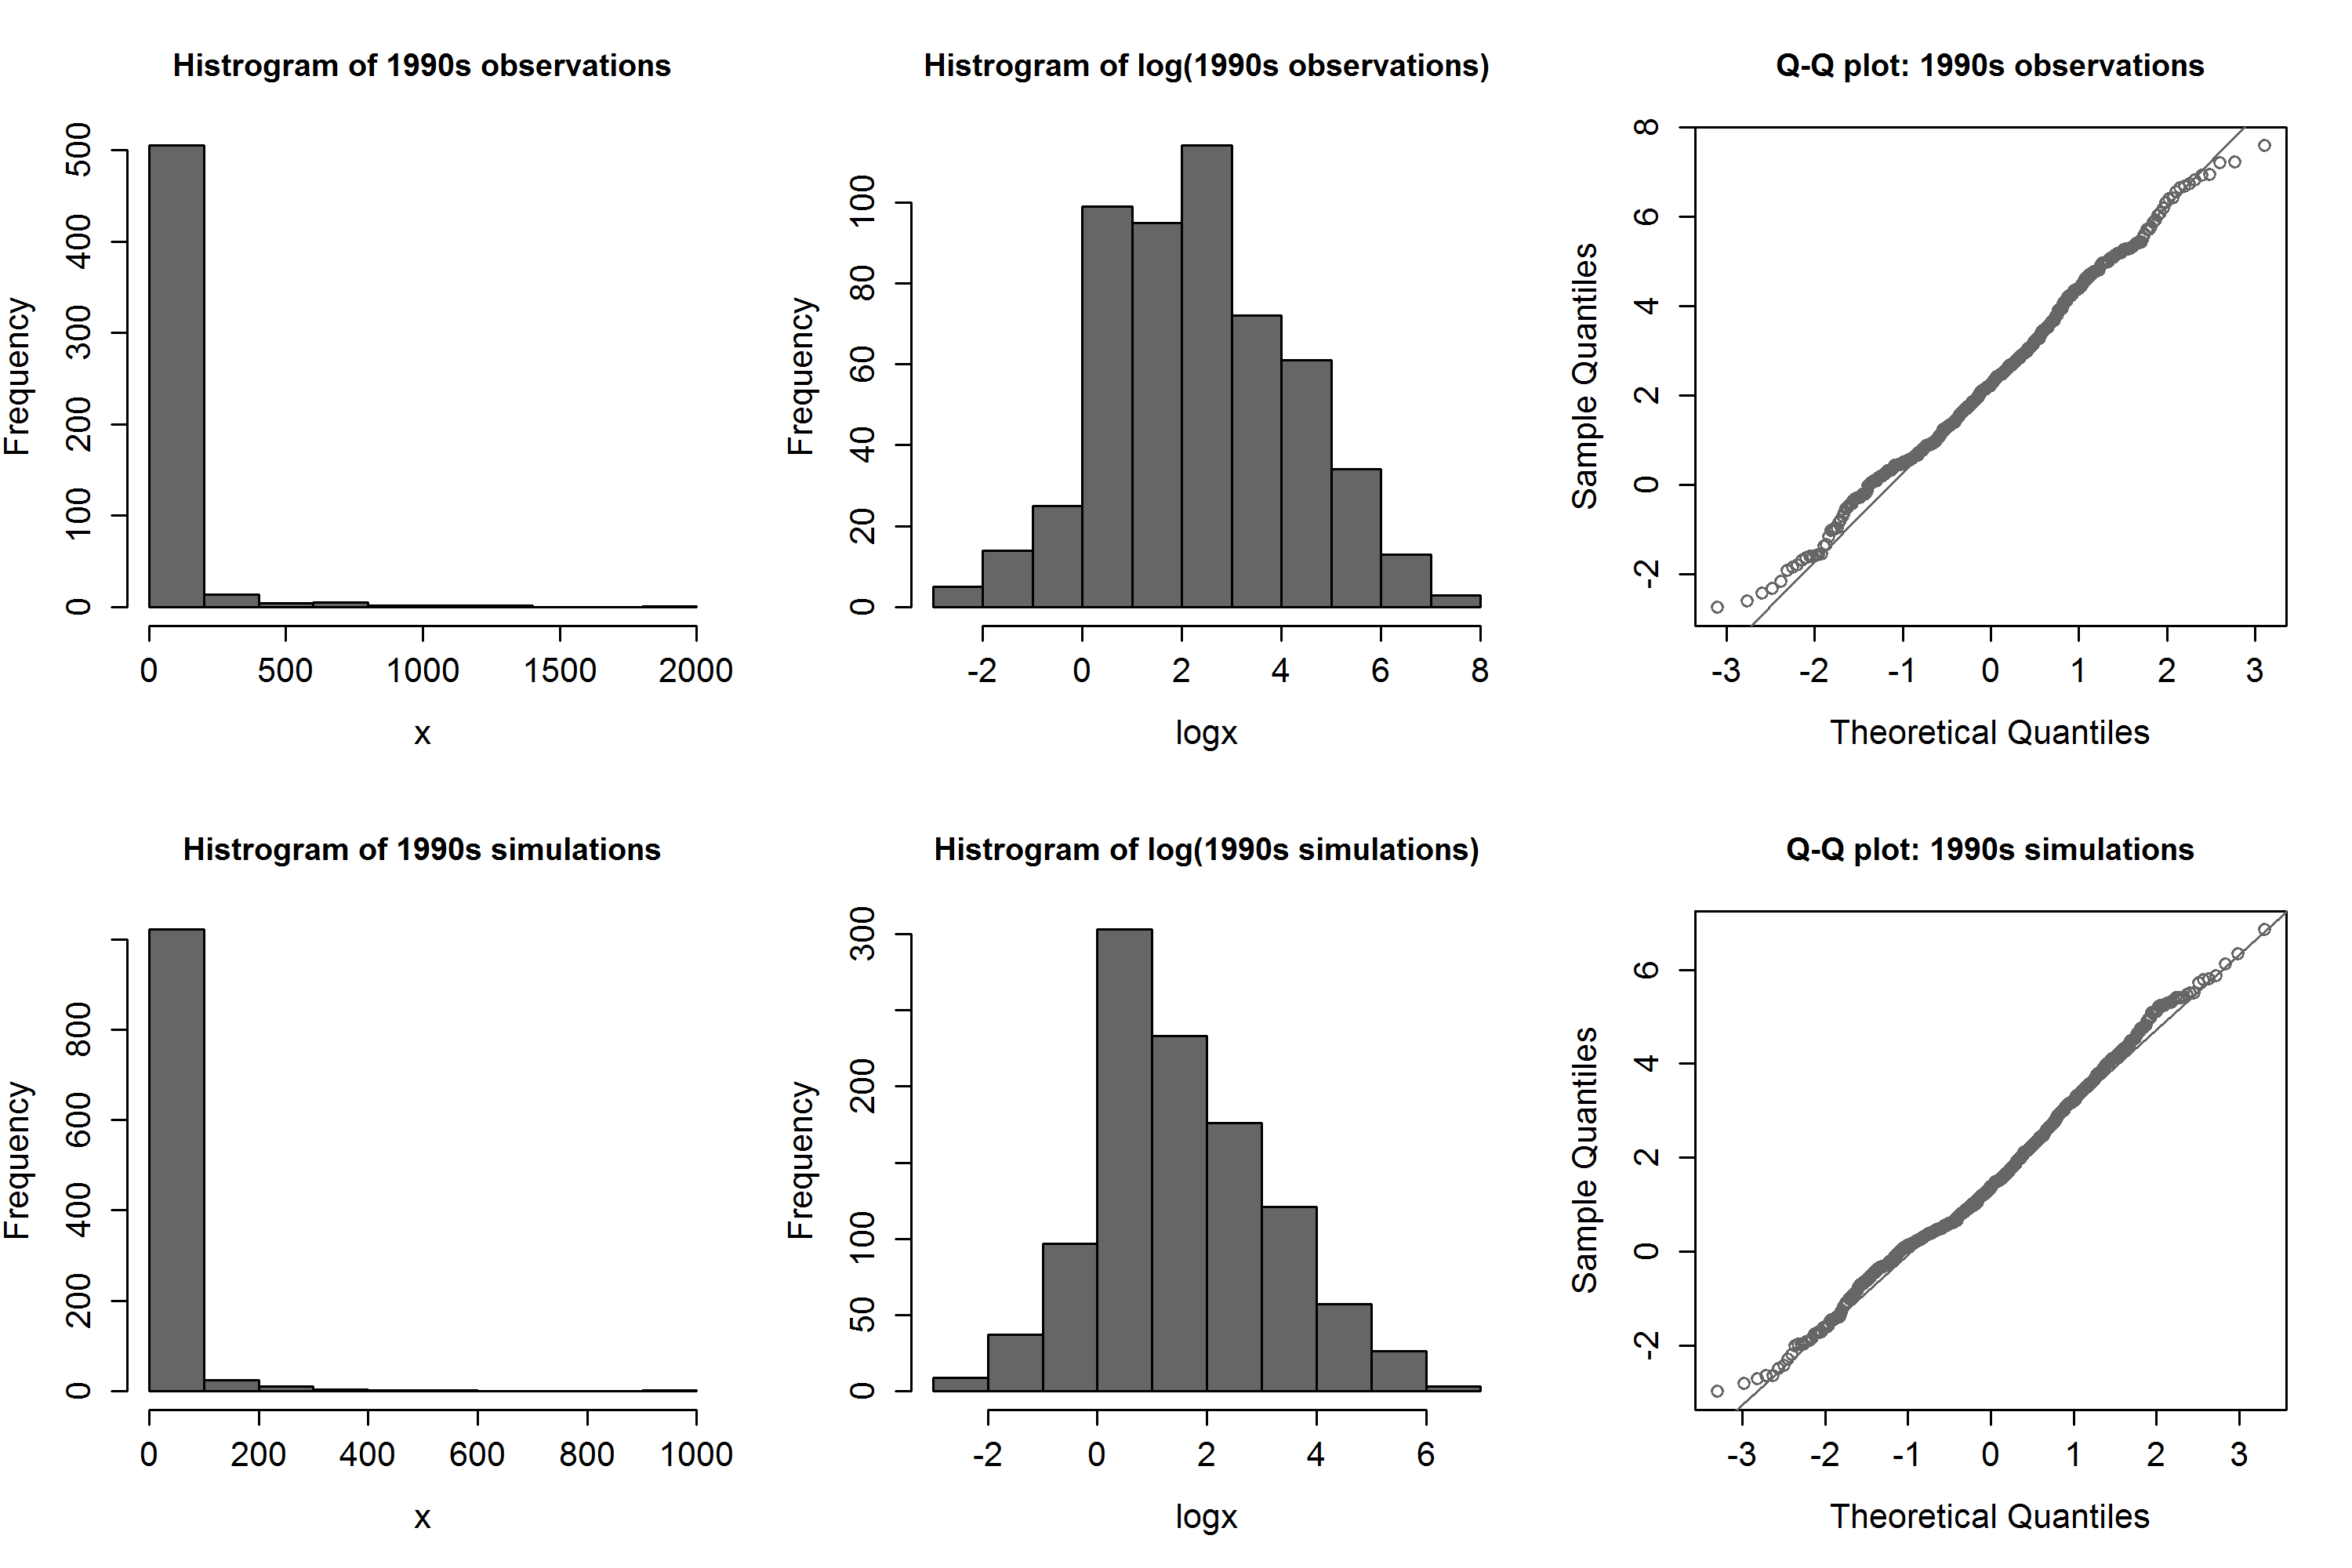 Histrogram of 1990s observations
Frequency
0 100 200 300 400 500
0 500 1000 1500 2000
x
Histrogram of log(1990s observations)
Frequency
0 20 40 60 80 100
-2 0 2 4 6 8
logx
Q-Q plot: 1990s observations
Sample Quantiles
-2 0 2 4 6 8
-3 -2 -1 0 1 2 3
Theoretical Quantiles
Histrogram of 1990s simulations
Frequency
0 200 400 600 800
0 200 400 600 800 1000
x
Histrogram of log(1990s simulations)
Frequency
0 50 100 200 300
-2 0 2 4 6
logx
Q-Q plot: 1990s simulations
Sample Quantiles
-2 0 2 4 6
-3 -2 -1 0 1 2 3
Theoretical Quantiles